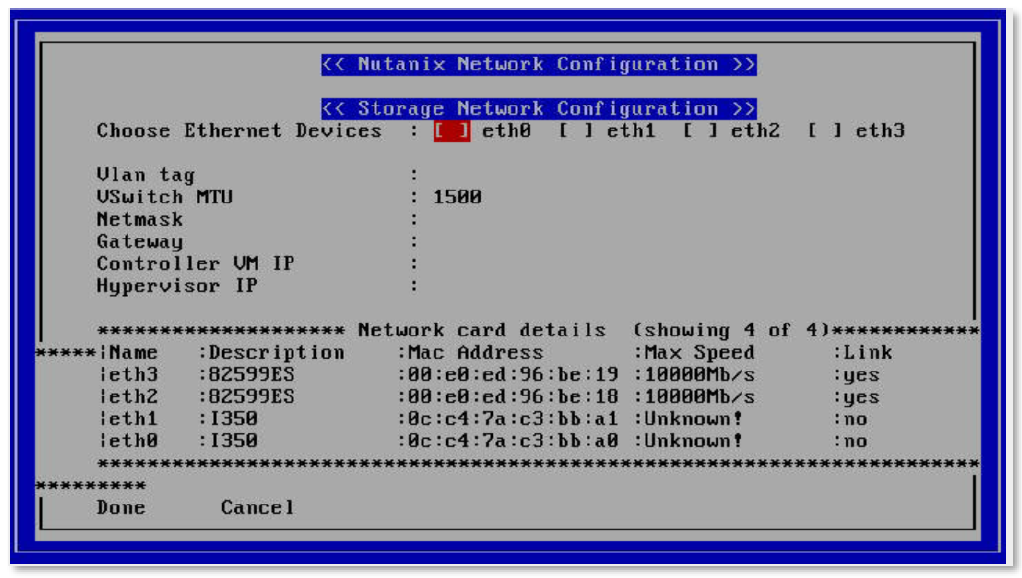 << Nutanix Network Configuration >>
<< Storage Network Configuration >>
Choose Ethernet Devices : [ ] eth0 [ ] eth1 [ ] eth2 [ ] eth3
Vlan tag :
VSwitch MTU : 1500
Netmask :
Gateway :
Controller VM IP :
Hypervisor IP :
******************** Network card details (showing 4 of 4)************
*****|Name :Description :Mac Address :Max Speed :Link
|eth3 :82599ES :00:e0:ed:96:be:19 :10000Mb/s :yes
|eth2 :82599ES :00:e0:ed:96:be:18 :10000Mb/s :yes
|eth1 :I350 :0c:c4:7a:c3:bb:a1 :Unknown! :no
|eth0 :I350 :0c:c4:7a:c3:bb:a0 :Unknown! :no
***********************************************************************
*********
Done Cancel